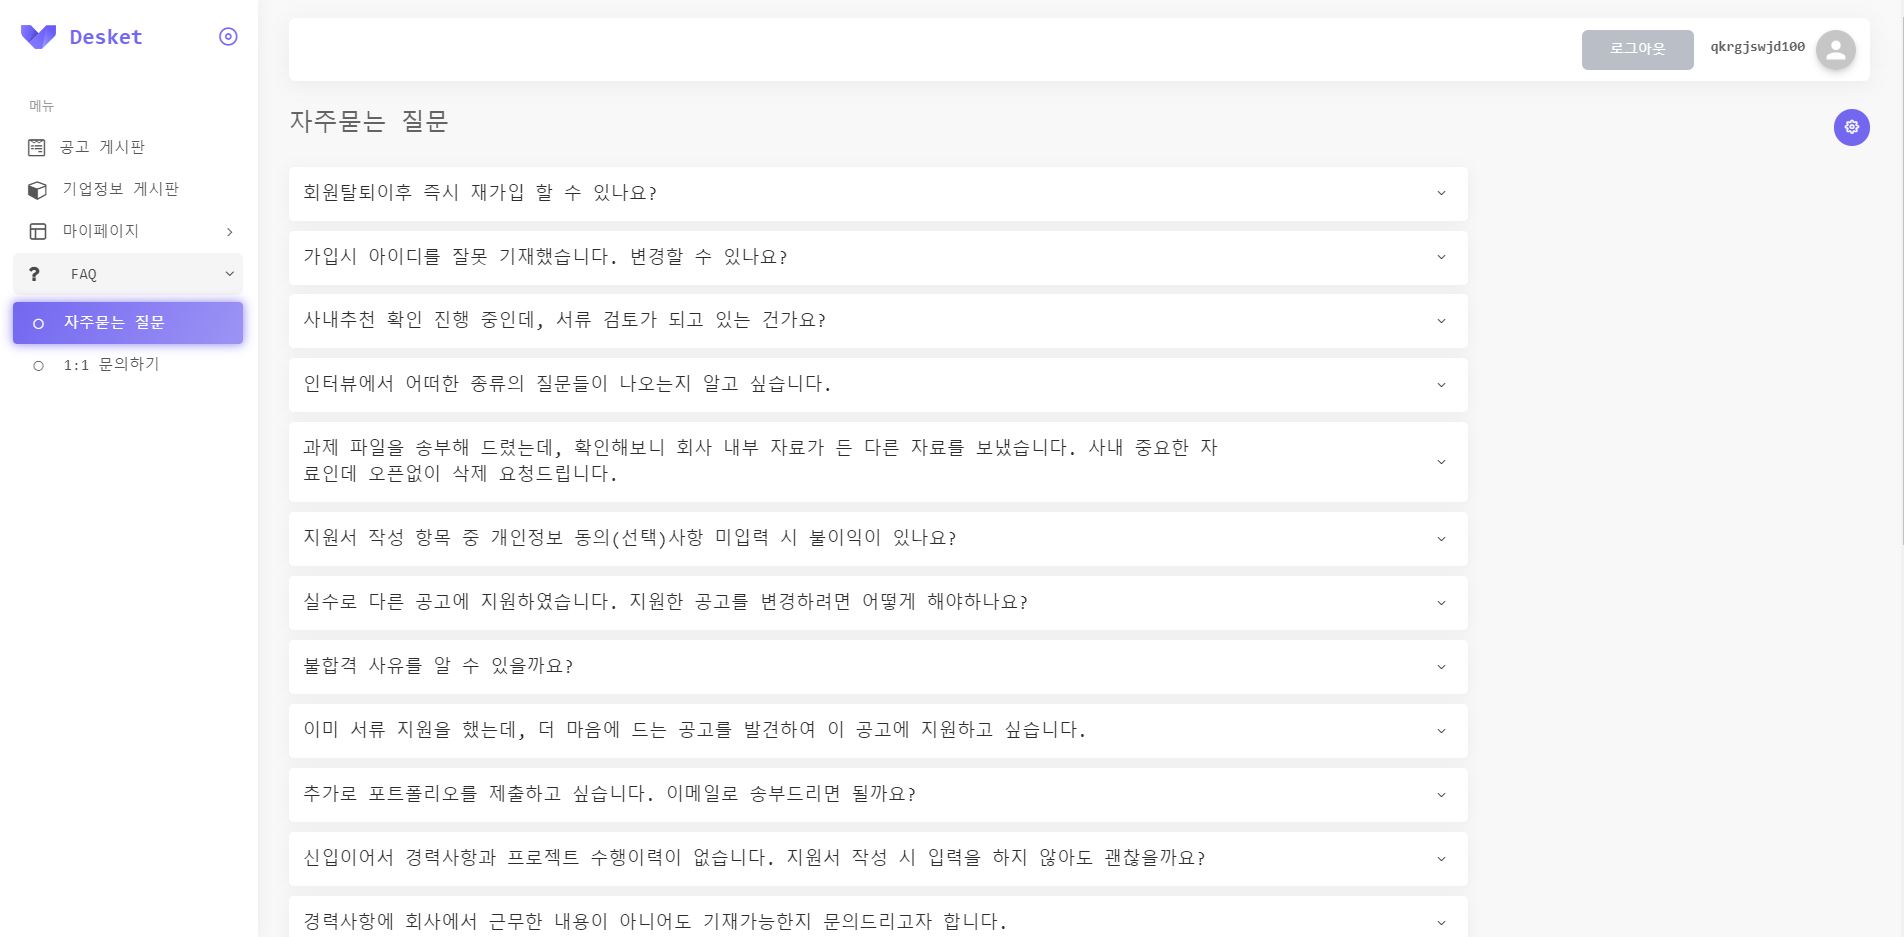 Desket
로그아웃
qkrgjswjd100
메뉴
공고 게시판
기업정보 게시판
마이페이지
? FAQ
자주묻는 질문
1:1 문의하기
자주묻는 질문
회원탈퇴이후 즉시 재가입 할 수 있나요?
가입시 아이디를 잘못 기재했습니다. 변경할 수 있나요?
사내추천 확인 진행 중인데, 서류 검토가 되고 있는 건가요?
인터뷰에서 어떠한 종류의 질문들이 나오는지 알고 싶습니다.
과제 파일을 송부해 드렸는데, 확인해보니 회사 내부 자료가 든 다른 자료를 보냈습니다. 사내 중요한 자
료인데 오픈없이 삭제 요청드립니다.
지원서 작성 항목 중 개인정보 동의(선택)사항 미입력 시 불이익이 있나요?
실수로 다른 공고에 지원하였습니다. 지원한 공고를 변경하려면 어떻게 해야하나요?
불합격 사유를 알 수 있을까요?
이미 서류 지원을 했는데, 더 마음에 드는 공고를 발견하여 이 공고에 지원하고 싶습니다.
추가로 포트폴리오를 제출하고 싶습니다. 이메일로 송부드리면 될까요?
신입이어서 경력사항과 프로젝트 수행이력이 없습니다. 지원서 작성 시 입력을 하지 않아도 괜찮을까요?
경력사항에 회사에서 근무한 내용이 아니어도 기재가능한지 문의드리고자 합니다.